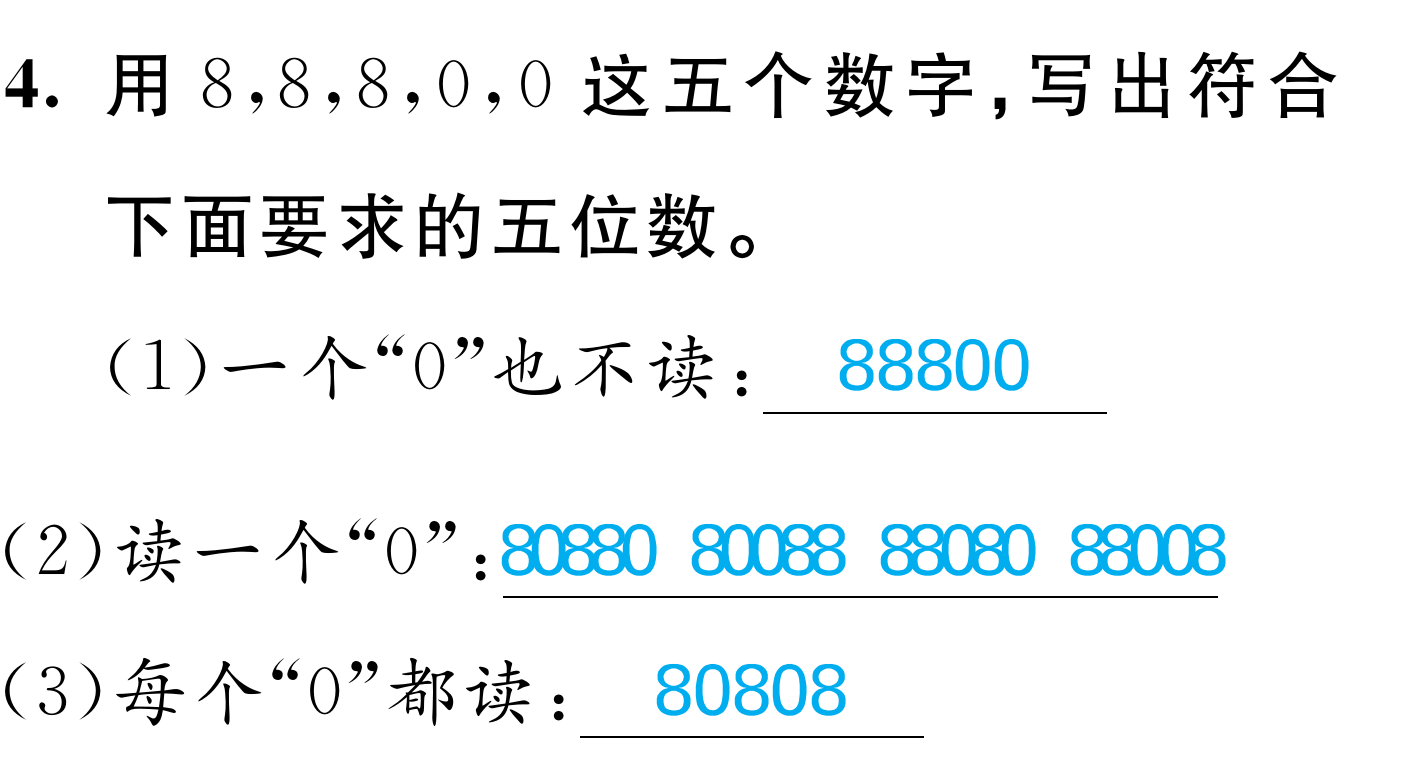 4. 用 8,8,8,0,0 这五个数字,写出符合
下面要求的五位数。
(1)一个“0”也不读: 88800
(2)读一个“0”:80880 80088 88080 88008
(3)每个“0”都读: 80808